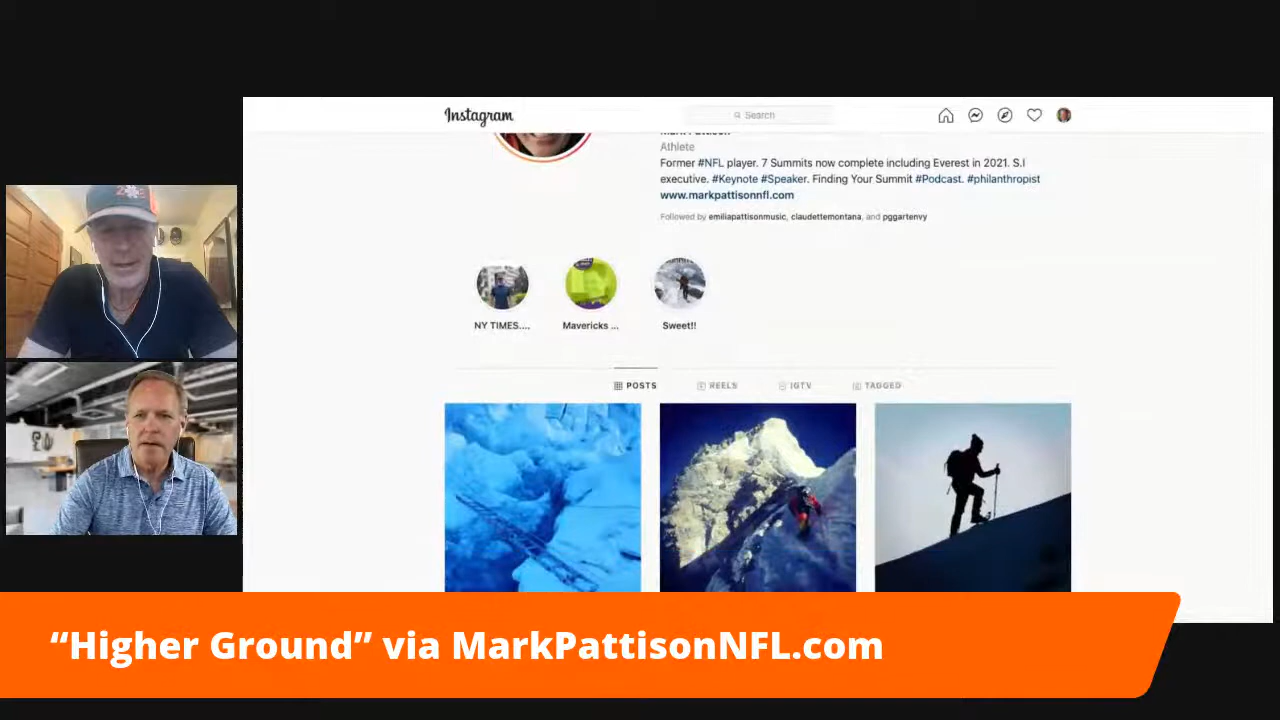 Instagram
Search
Mark Pattison
Athlete
Former #NFL player. 7 Summits now complete including Everest in 2021. S.I
executive. #Keynote #Speaker. Finding Your Summit #Podcast. #philanthropist
www.markpattisonnfl.com
Followed by emiliapattisonmusic, claudettemontana, and pggartenvy
NY TIMES....
Mavericks ...
Sweet!!
POSTS
REELS
IGTV
TAGGED
“Higher Ground” via MarkPattisonNFL.com